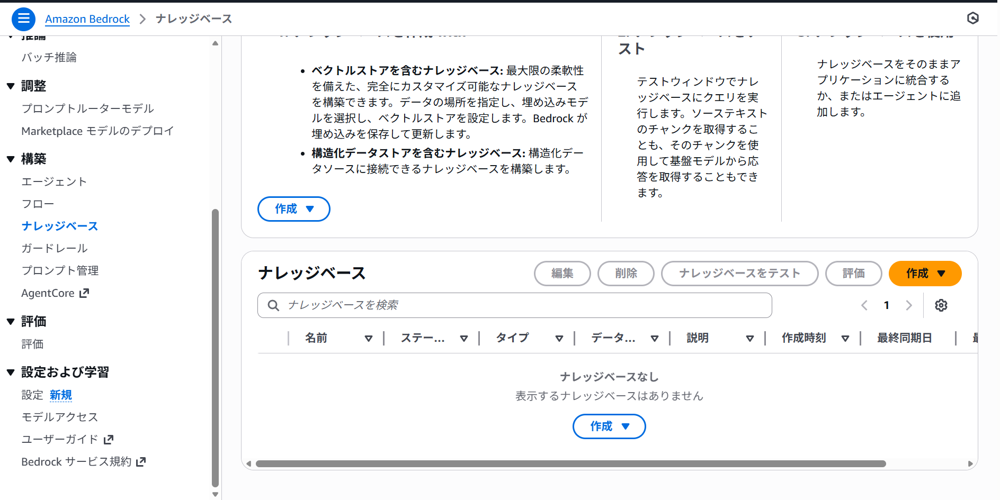 Amazon Bedrock
ナレッジベース
推論
バッチ推論
調整
プロンプトルーターモデル
Marketplace モデルのデプロイ
構築
エージェント
フロー
ナレッジベース
ガードレール
プロンプト管理
AgentCore
評価
評価
設定および学習
設定 新規
モデルアクセス
ユーザーガイド
Bedrock サービス規約
ベクトルストアを含むナレッジベース: 最大限の柔軟性
を備えた、完全にカスタマイズ可能なナレッジベース
を構築できます。データの場所を指定し、埋め込みモデ
ルを選択し、ベクトルストアを設定します。Bedrock が
埋め込みを保存して更新します。
構造化データストアを含むナレッジベース: 構造化デー
タソースに接続できるナレッジベースを構築します。
作成
スト
テストウィンドウでナレ
ッジベースにクエリを実
行します。ソーステキスト
のチャンクを取得するこ
とも、そのチャンクを使
用して基盤モデルから応
答を取得することもでき
ます。
ナレッジベースをそのままア
プリケーションに統合する
か、またはエージェントに追
加します。
ナレッジベース
編集
削除
ナレッジベースをテスト
評価
作成
ナレッジベースを検索
1
名前
ステー...
タイプ
データ...
説明
作成時刻
最終同期日
ナレッジベースなし
表示するナレッジベースはありません
作成